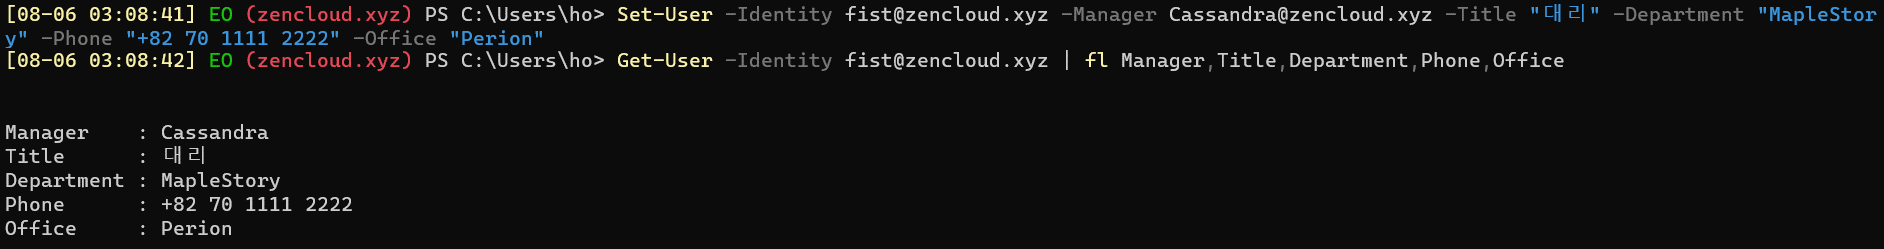 [08-06 03:08:41] EO (zencloud.xyz) PS C:\Users\ho> Set-User -Identity fist@zencloud.xyz -Manager Cassandra@zencloud.xyz -Title "대리" -Department "MapleStor
y" -Phone "+82 70 1111 2222" -Office "Perion"
[08-06 03:08:42] EO (zencloud.xyz) PS C:\Users\ho> Get-User -Identity fist@zencloud.xyz | fl Manager,Title,Department,Phone,Office
Manager    : Cassandra
Title      : 대리
Department : MapleStory
Phone      : +82 70 1111 2222
Office     : Perion